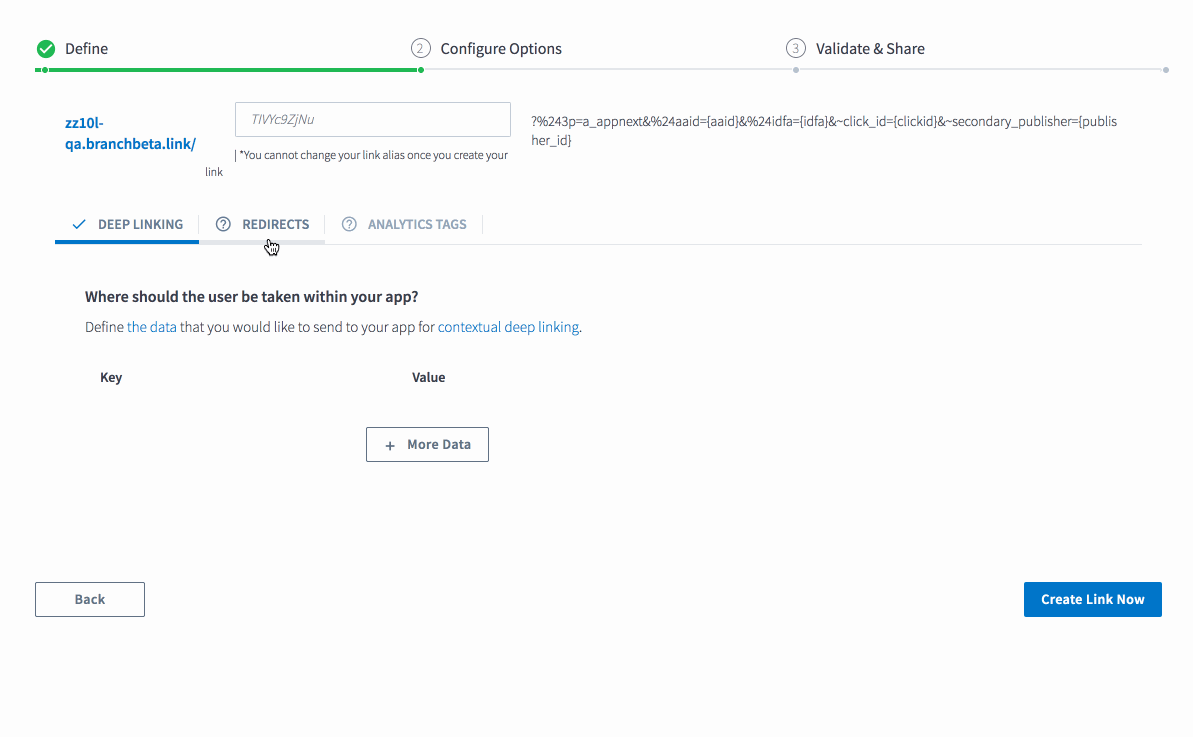 Define
2 Configure Options
3 Validate & Share
zz10l-
qa.branchbeta.link/
TIVYc9ZjNu
| *You cannot change your link alias once you create your
link
?%243p=a_appnext&%24aaid={aaid}&%24idfa={idfa}&~click_id={clickid}&~secondary_publisher={publis
her_id}
DEEP LINKING
? REDIRECTS
? ANALYTICS TAGS
Where should the user be taken within your app?
Define the data that you would like to send to your app for contextual deep linking.
Key Value
+ More Data
Back
Create Link Now